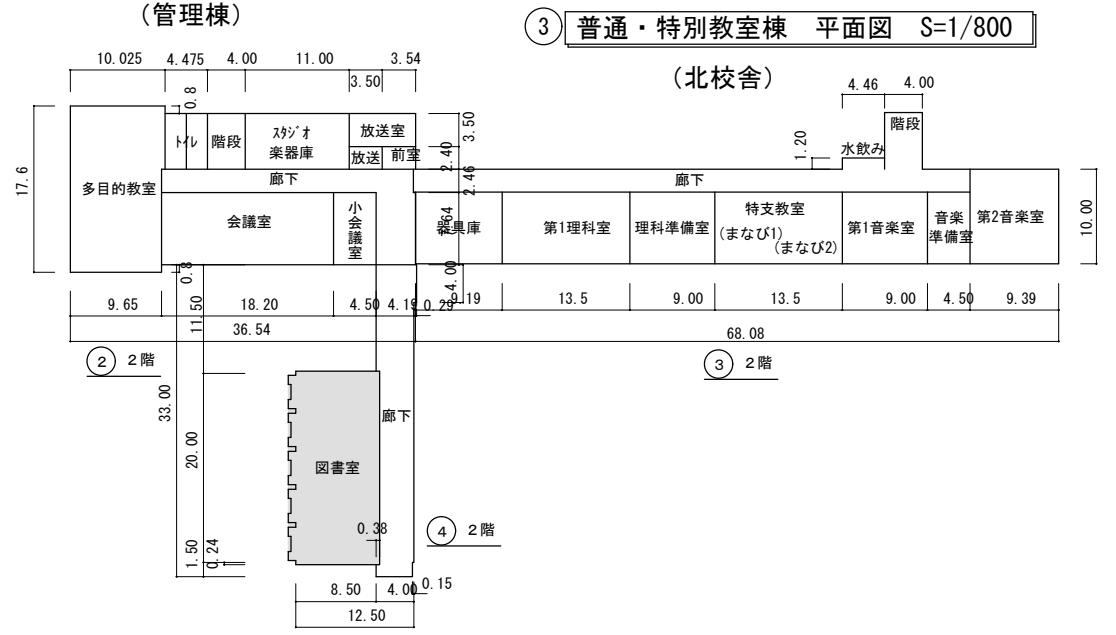 (管理棟)
③ 普通・特別教室棟 平面図 S=1/800
10.025 4.475 4.00 11.00 3.54
3.50
(北校舎)
4.46 4.00
0.8
3.50
2.40
2.46
7.64
4.00
1.20
17.6
10.00
多目的教室
トイレ
階段
スタジオ
楽器庫
放送室
放送 前室
階段
水飲み
廊下
廊下
会議室
小会議室
器具庫
第1理科室
理科準備室
特支教室
(まなび1)
(まなび2)
第1音楽室
音楽
準備室
第2音楽室
0.8
9.65 18.20 4.50 4.19 0.29 9.19 13.5 9.00 13.5 9.00 4.50 9.39
36.54 68.08
② 2階
③ 2階
11.50
33.00
20.00
1.50
0.24
廊下
図書室
0.38
④ 2階
8.50 4.00 0.15
12.50